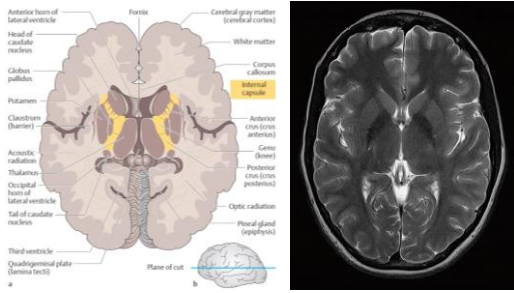 Anterior horn of
lateral ventricle
Head of
caudate
nucleus
Globus
pallidus
Putamen
Claustrum
(barrier)
Acoustic
radiation
Thalamus
Occipital
horn of
lateral ventricle
Tail of caudate
nucleus
Third ventricle
Quadrigeminal plate
(lamina tecti)
a
Fornix
Cerebral gray matter
(cerebral cortex)
White matter
Corpus
callosum
Internal
capsule
Anterior
crus (crus
anterius)
Genu
(knee)
Posterior
crus (crus
posterius)
Optic radiation
Pineal gland
(epiphysis)
Plane of cut
b